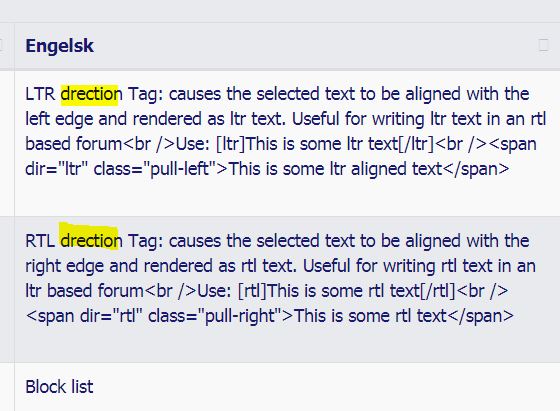 Engelsk
LTR drection Tag: causes the selected text to be aligned with the
left edge and rendered as ltr text. Useful for writing ltr text in an rtl
based forum<br />Use: [ltr]This is some ltr text[/ltr]<br /><span
dir="ltr" class="pull-left">This is some ltr aligned text</span>
RTL drection Tag: causes the selected text to be aligned with the
right edge and rendered as rtl text. Useful for writing rtl text in an
ltr based forum<br />Use: [rtl]This is some rtl text[/rtl]<br />
<span dir="rtl" class="pull-right">This is some rtl text</span>
Block list